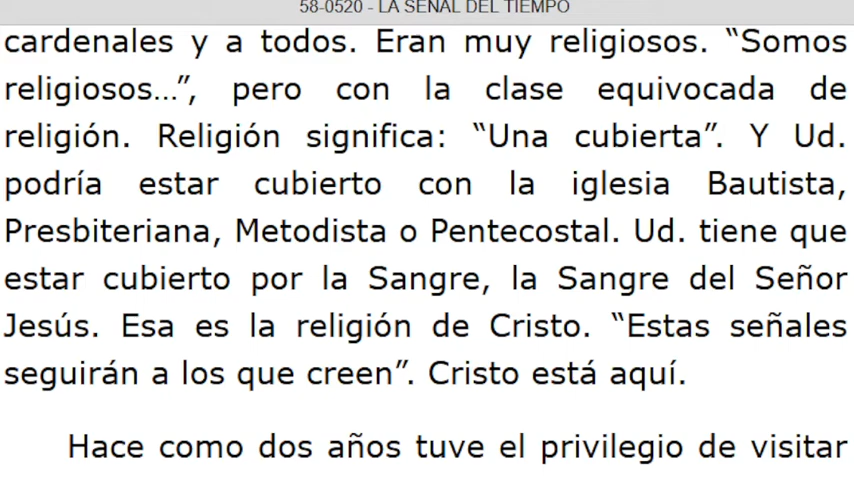 58-0520 - LA SEÑAL DEL TIEMPO
cardenales y a todos. Eran muy religiosos. “Somos
religiosos…”, pero con la clase equivocada de
religión. Religión significa: “Una cubierta”. Y Ud.
podría estar cubierto con la iglesia Bautista,
Presbiteriana, Metodista o Pentecostal. Ud. tiene que
estar cubierto por la Sangre, la Sangre del Señor
Jesús. Esa es la religión de Cristo. “Estas señales
seguirán a los que creen”. Cristo está aquí.
Hace como dos años tuve el privilegio de visitar